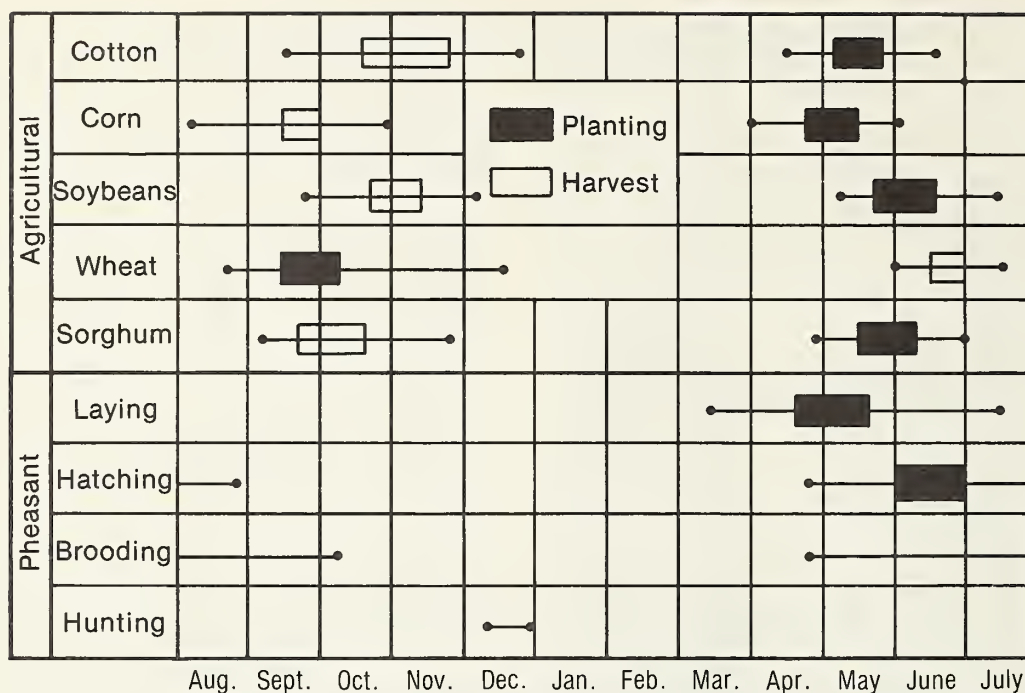 Agricultural
Cotton
Corn
Soybeans
Wheat
Sorghum
Planting
Harvest
Pheasant
Laying
Hatching
Brooding
Hunting
Aug. Sept. Oct. Nov. Dec. Jan. Feb. Mar. Apr. May June July